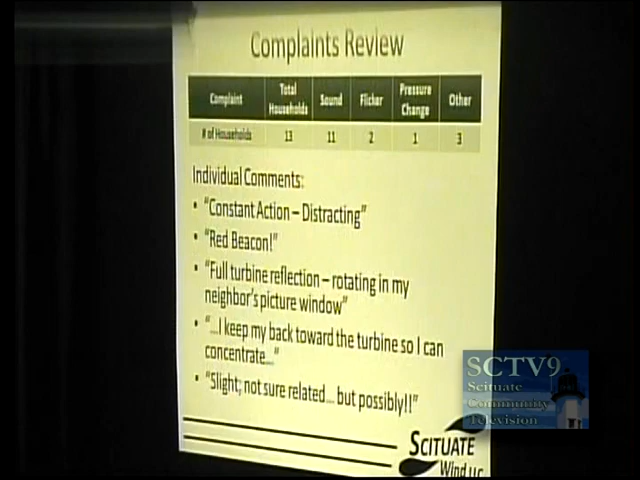 Complaints Review
Complaint Total Households Sound Flicker Pressure Change Other
# of Households 13 11 2 1 3
Individual Comments:
• "Constant Action – Distracting"
• "Red Beacon!"
• "Full turbine reflection – rotating in my
neighbor's picture window"
• "...I keep my back toward the turbine so I can
concentrate..."
• "Slight; not sure related... but possibly!!"
SCITUATE
Wind LLC
SCTV9
Scituate
Community
Television